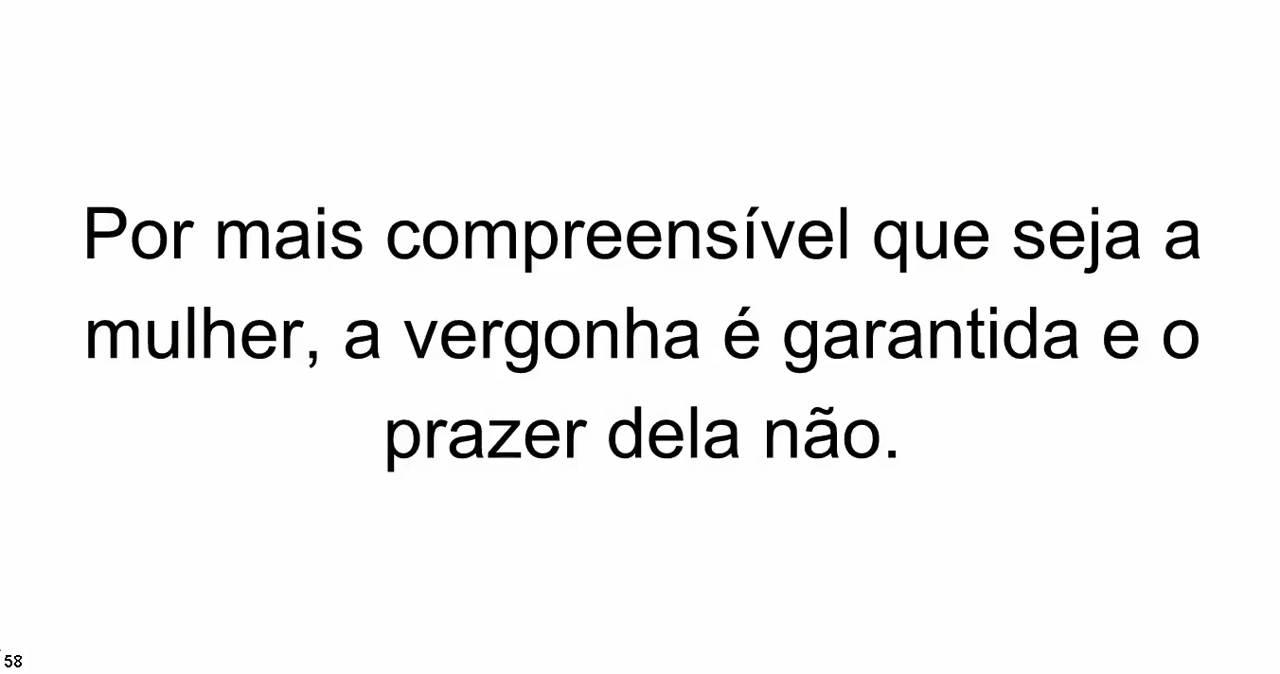 Por mais compreensível que seja a
mulher, a vergonha é garantida e o
prazer dela não.
58